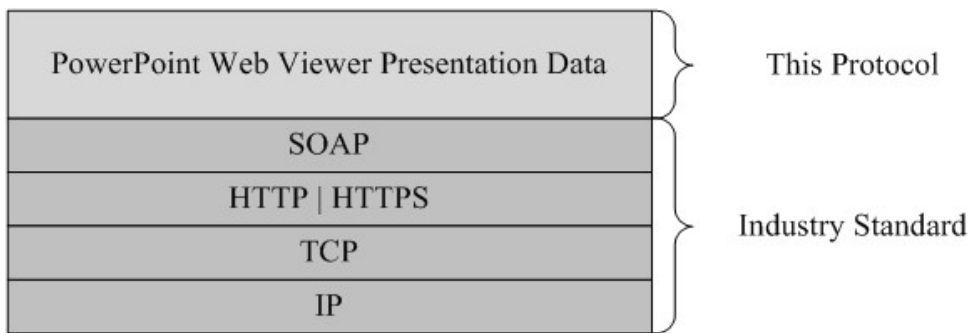 PowerPoint Web Viewer Presentation Data
This Protocol
SOAP
HTTP | HTTPS
TCP
IP
Industry Standard